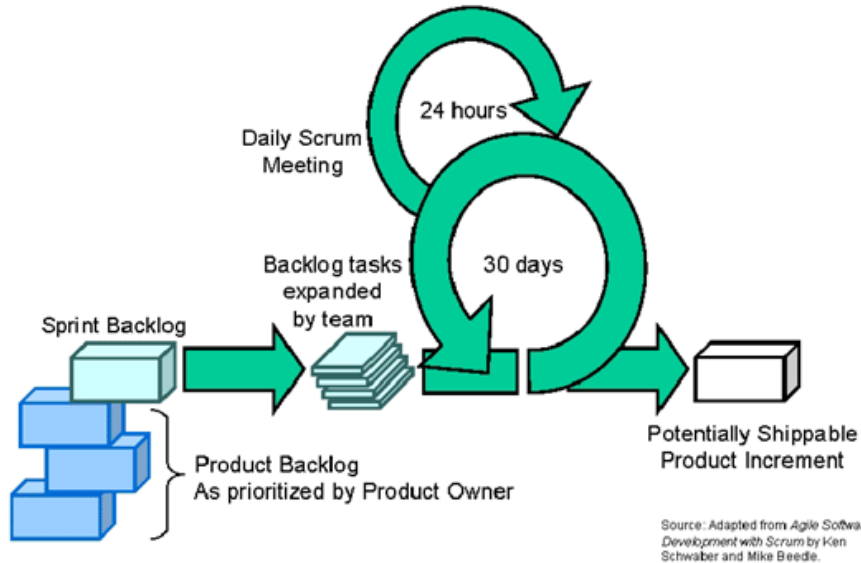 24 hours
Daily Scrum
Meeting
Backlog tasks
expanded
by team
30 days
Sprint Backlog
Potentially Shippable
Product Increment
Product Backlog
As prioritized by Product Owner
Source: Adapted from Agile Softwa
Development with Scrum by Ken
Schwaber and Mike Beedle.